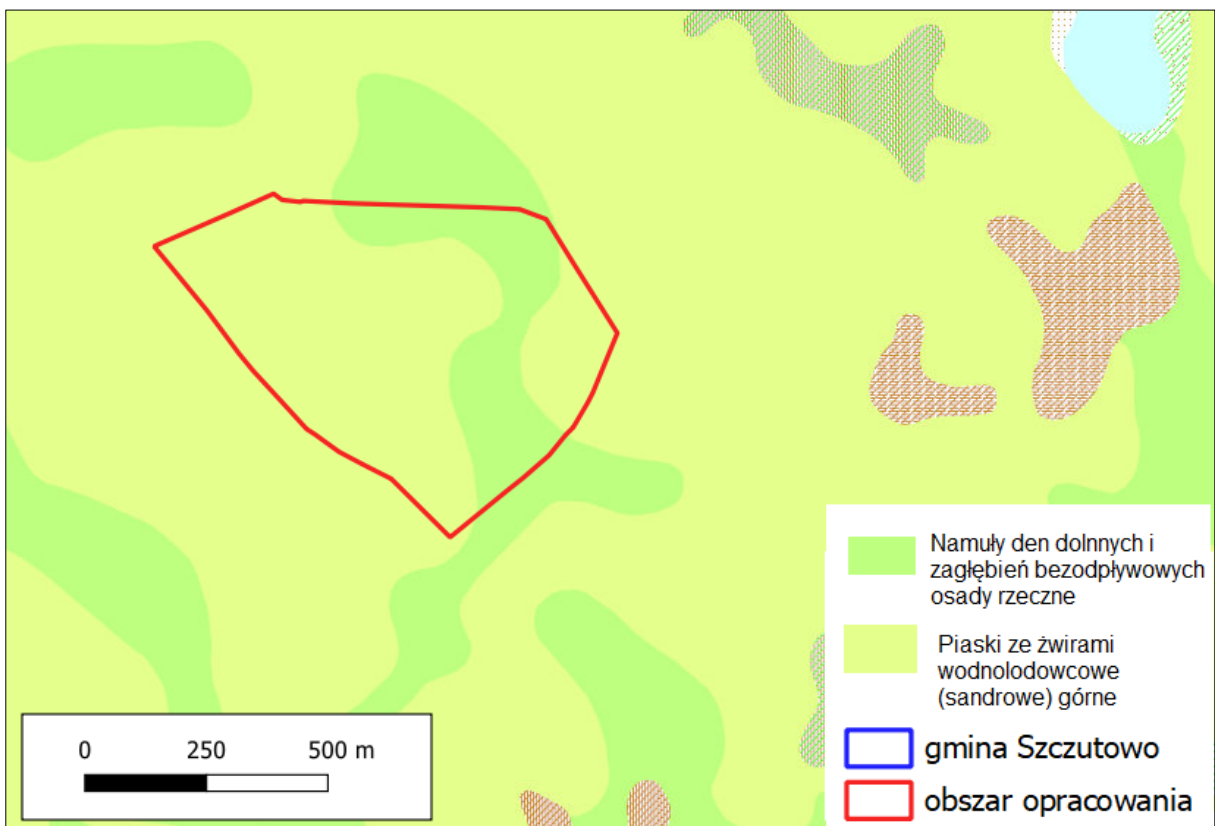 Namuły den dolnnych i
zagłębień bezodpływowych
osady rzeczne
Piaski ze żwirami
wodnolodowcowe
(sandrowe) górne
gmina Szczutowo
obszar opracowania
0 250 500 m